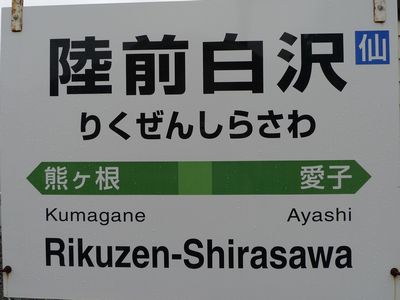 陸前白沢 仙
りくぜんしらさわ
熊ヶ根 愛子
Kumagane Ayashi
Rikuzen-Shirasawa